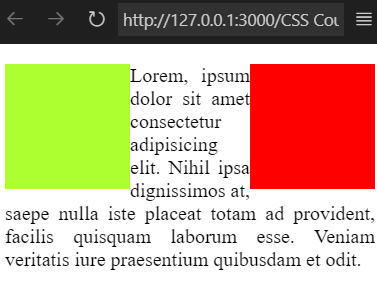 http://127.0.0.1:3000/CSS Cou
Lorem, ipsum
dolor sit amet
consectetur
adipisicing
elit. Nihil ipsa
dignissimos at,
saepe nulla iste placeat totam ad provident,
facilis quisquam laborum esse. Veniam
veritatis iure praesentium quibusdam et odit.